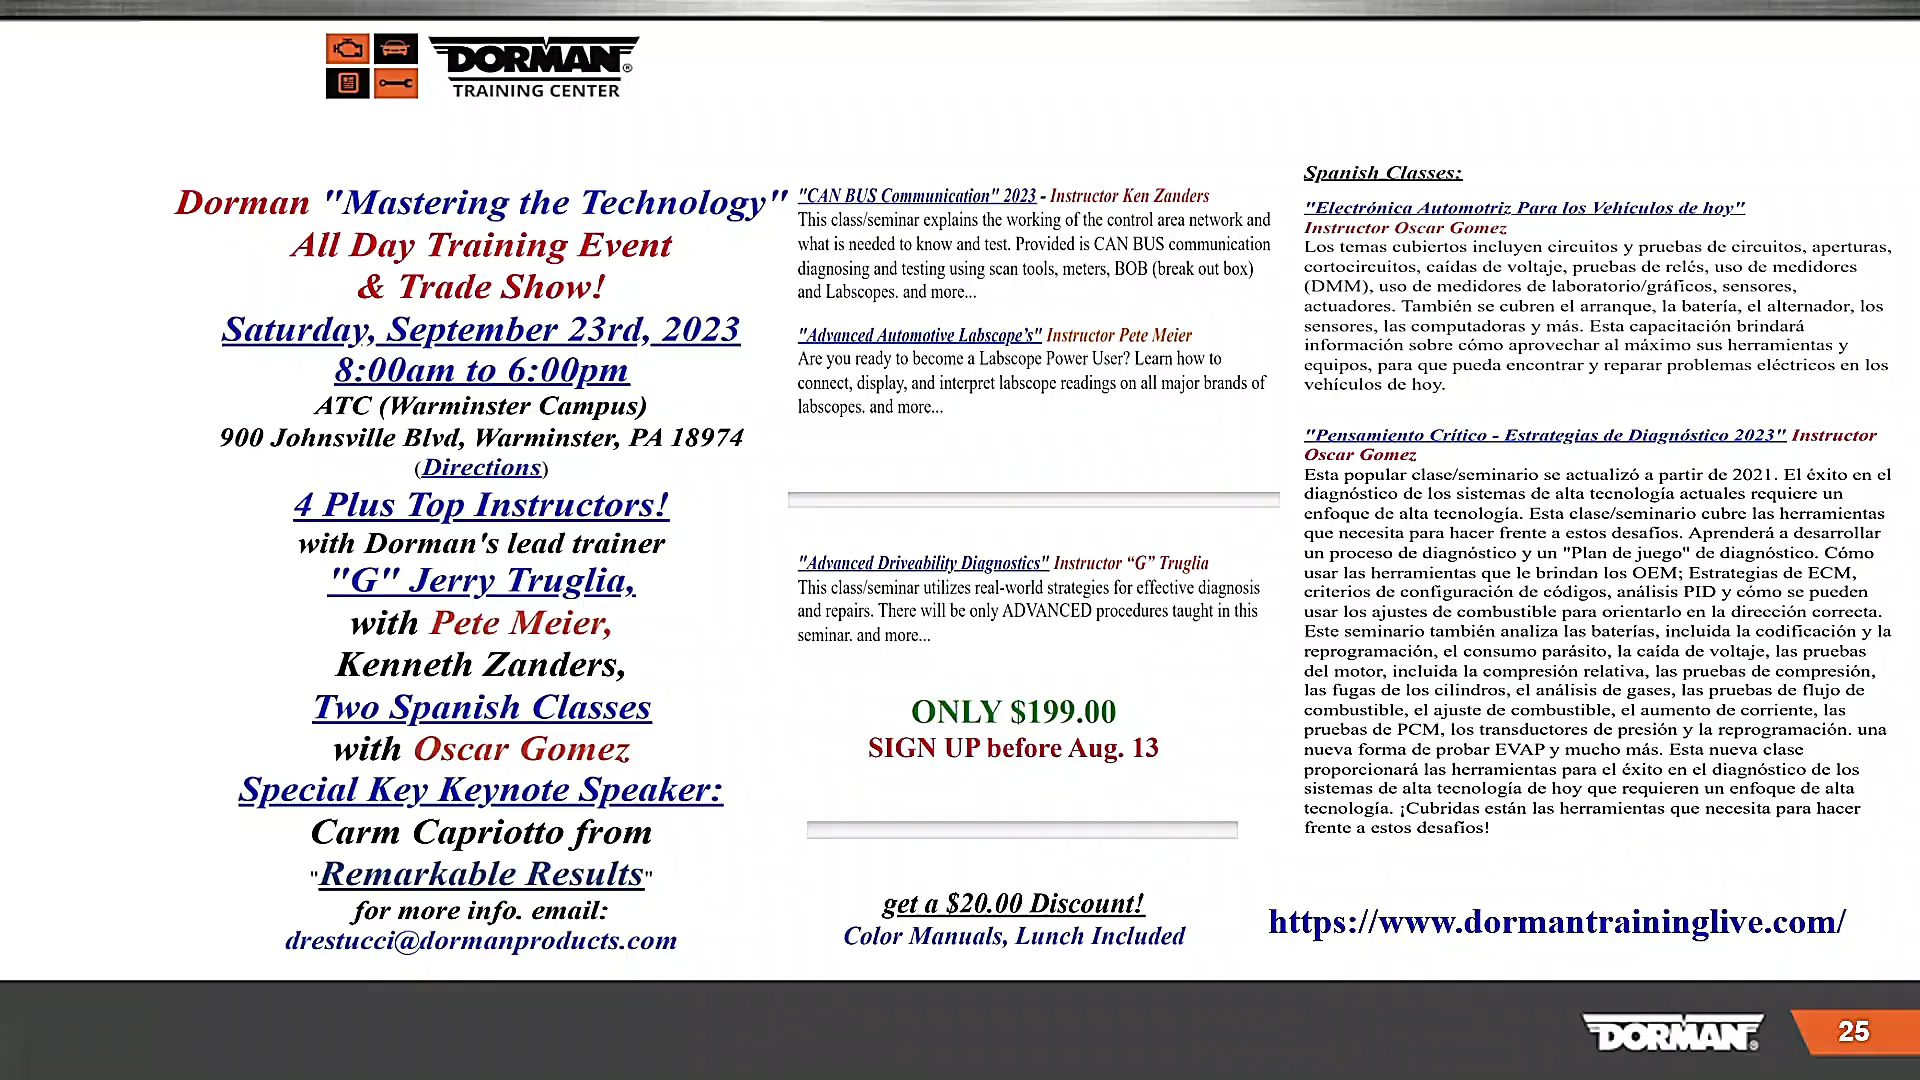 DORMAN®
TRAINING CENTER
Dorman "Mastering the Technology"
All Day Training Event
& Trade Show!
Saturday, September 23rd, 2023
8:00am to 6:00pm
ATC (Warminster Campus)
900 Johnsville Blvd, Warminster, PA 18974
(Directions)
4 Plus Top Instructors!
with Dorman's lead trainer
"G" Jerry Truglia,
with Pete Meier,
Kenneth Zanders,
Two Spanish Classes
with Oscar Gomez
Special Key Keynote Speaker:
Carm Capriotto from
"Remarkable Results"
for more info. email:
drestucci@dormanproducts.com
"CAN BUS Communication" 2023 - Instructor Ken Zanders
This class/seminar explains the working of the control area network and
what is needed to know and test. Provided is CAN BUS communication
diagnosing and testing using scan tools, meters, BOB (break out box)
and Labscopes. and more...
"Advanced Automotive Labscope’s" Instructor Pete Meier
Are you ready to become a Labscope Power User? Learn how to
connect, display, and interpret labscope readings on all major brands of
labscopes. and more...
"Advanced Driveability Diagnostics" Instructor “G” Truglia
This class/seminar utilizes real-world strategies for effective diagnosis
and repairs. There will be only ADVANCED procedures taught in this
seminar. and more...
ONLY $199.00
SIGN UP before Aug. 13
get a $20.00 Discount!
Color Manuals, Lunch Included
Spanish Classes:
"Electrónica Automotriz Para los Vehículos de hoy"
Instructor Oscar Gomez
Los temas cubiertos incluyen circuitos y pruebas de circuitos, aperturas,
cortocircuitos, caídas de voltaje, pruebas de relés, uso de medidores
(DMM), uso de medidores de laboratorio/gráficos, sensores,
actuadores. También se cubren el arranque, la batería, el alternador, los
sensores, las computadoras y más. Esta capacitación brindará
información sobre cómo aprovechar al máximo sus herramientas y
equipos, para que pueda encontrar y reparar problemas eléctricos en los
vehículos de hoy.
"Pensamiento Crítico - Estrategias de Diagnóstico 2023" Instructor
Oscar Gomez
Esta popular clase/seminario se actualizó a partir de 2021. El éxito en el
diagnóstico de los sistemas de alta tecnología actuales requiere un
enfoque de alta tecnología. Esta clase/seminario cubre las herramientas
que necesita para hacer frente a estos desafíos. Aprenderá a desarrollar
un proceso de diagnóstico y un "Plan de juego" de diagnóstico. Cómo
usar las herramientas que le brindan los OEM; Estrategias de ECM,
criterios de configuración de códigos, análisis PID y cómo se pueden
usar los ajustes de combustible para orientarlo en la dirección correcta.
Este seminario también analiza las baterías, incluida la codificación y la
reprogramación, el consumo parásito, la caída de voltaje, las pruebas
del motor, incluida la compresión relativa, las pruebas de compresión,
las fugas de los cilindros, el análisis de gases, las pruebas de flujo de
combustible, el ajuste de combustible, el aumento de corriente, las
pruebas de PCM, los transductores de presión y la reprogramación. una
nueva forma de probar EVAP y mucho más. Esta nueva clase
proporcionará las herramientas para el éxito en el diagnóstico de los
sistemas de alta tecnología de hoy que requieren un enfoque de alta
tecnología. ¡Cubridas están las herramientas que necesita para hacer
frente a estos desafíos!
https://www.dormantraininglive.com/
DORMAN®
25